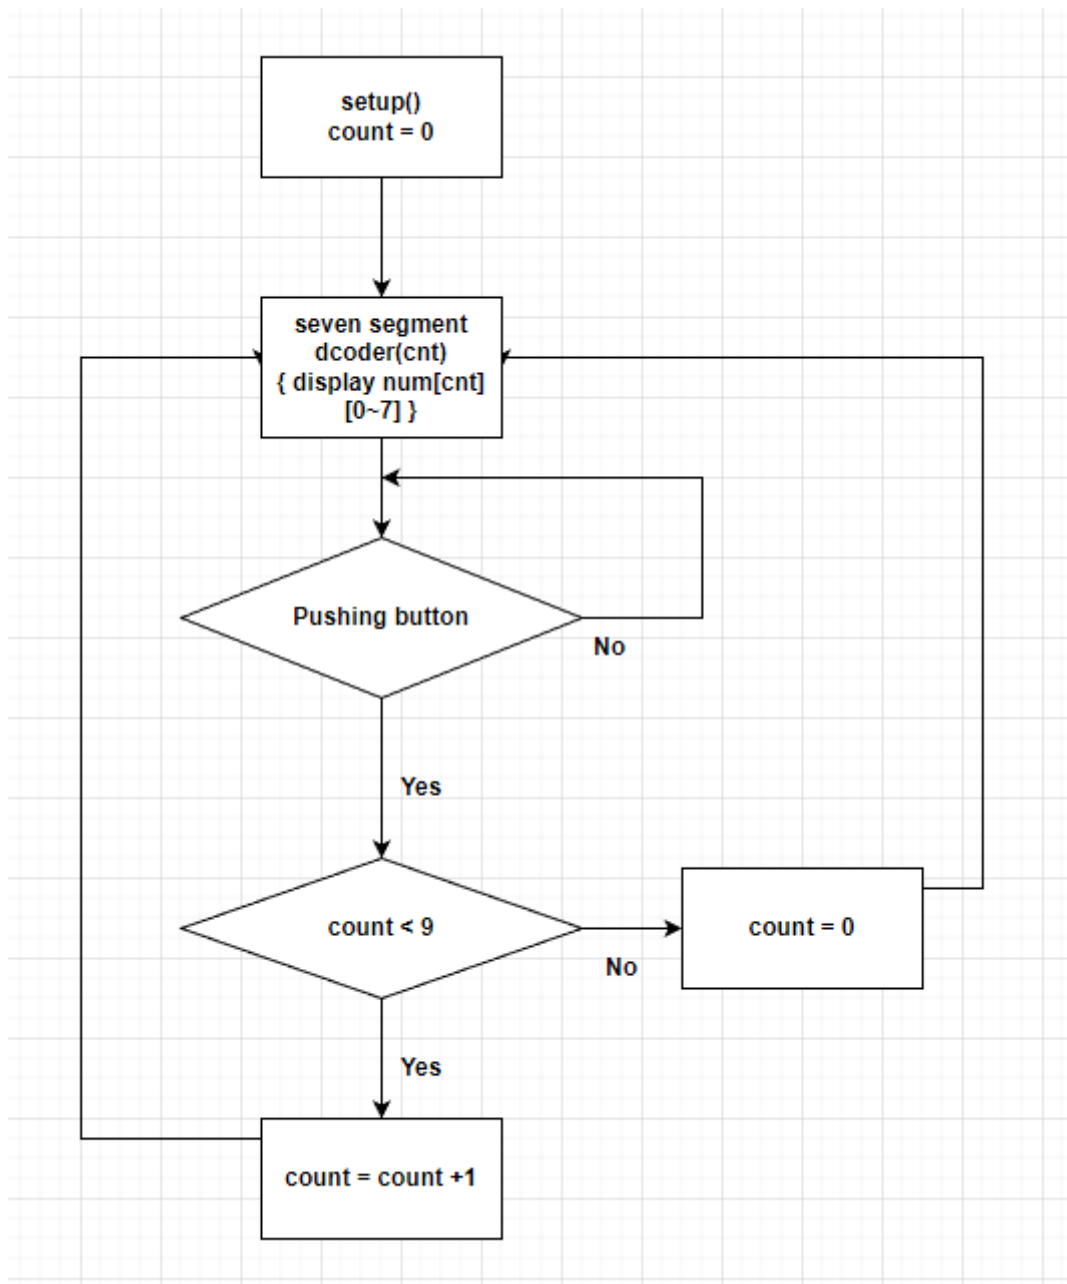 setup()
count = 0
seven segment
dcoder(cnt)
{ display num[cnt]
[0~7] }
Pushing button
No
Yes
count < 9
No
count = 0
Yes
count = count +1